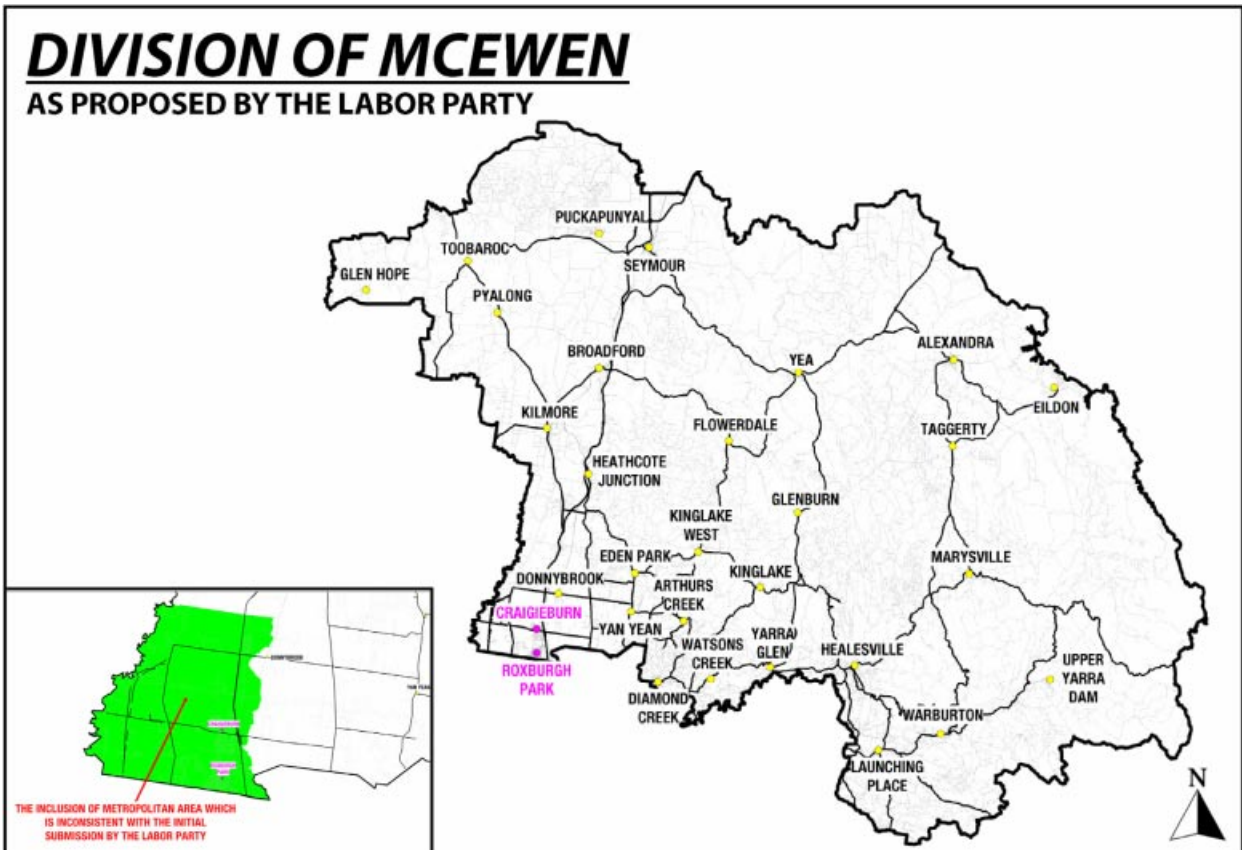 DIVISION OF MCEWEN
AS PROPOSED BY THE LABOR PARTY
PUCKAPUNYAL
TOOBAROC
SEYMOUR
GLEN HOPE
PYALONG
ALEXANDRA
BROADFORD
YEA
EILDON
KILMORE
FLOWERDALE
TAGGERTY
HEATHCOTE
JUNCTION
GLENBURN
KINGLAKE
WEST
EDEN PARK
MARYSVILLE
DONNYBROOK
ARTHURS
CREEK
KINGLAKE
CRAIGIEBURN
YAN YEAN
WATSONS
CREEK
YARRA
GLEN
HEALESVILLE
ROXBURGH
PARK
UPPER
YARRA
DAM
DIAMOND
CREEK
WARBURTON
LAUNCHING
PLACE
N
THE INCLUSION OF METROPOLITAN AREA WHICH
IS INCONSISTENT WITH THE INITIAL
SUBMISSION BY THE LABOR PARTY